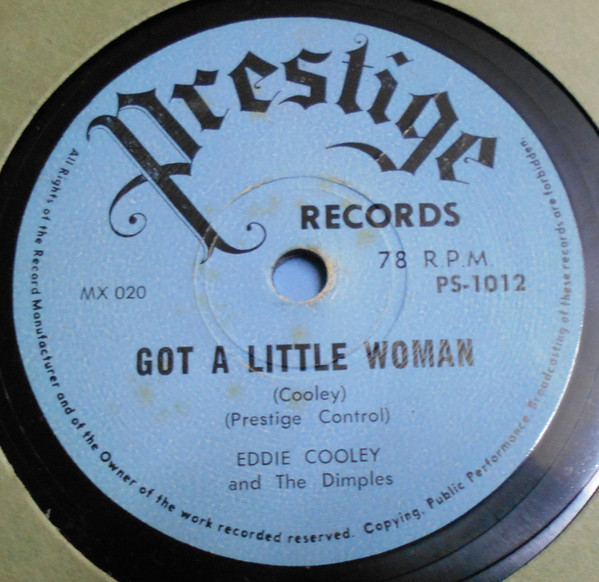 Prestige
RECORDS
78 R.P.M.
MX 020
PS-1012
GOT A LITTLE WOMAN
(Cooley)
(Prestige Control)
EDDIE COOLEY
and The Dimples
All Rights of the Record Manufacturer and of the Owner of the work recorded reserved. Copying, Public Performance, Broadcasting of these records are forbidden.